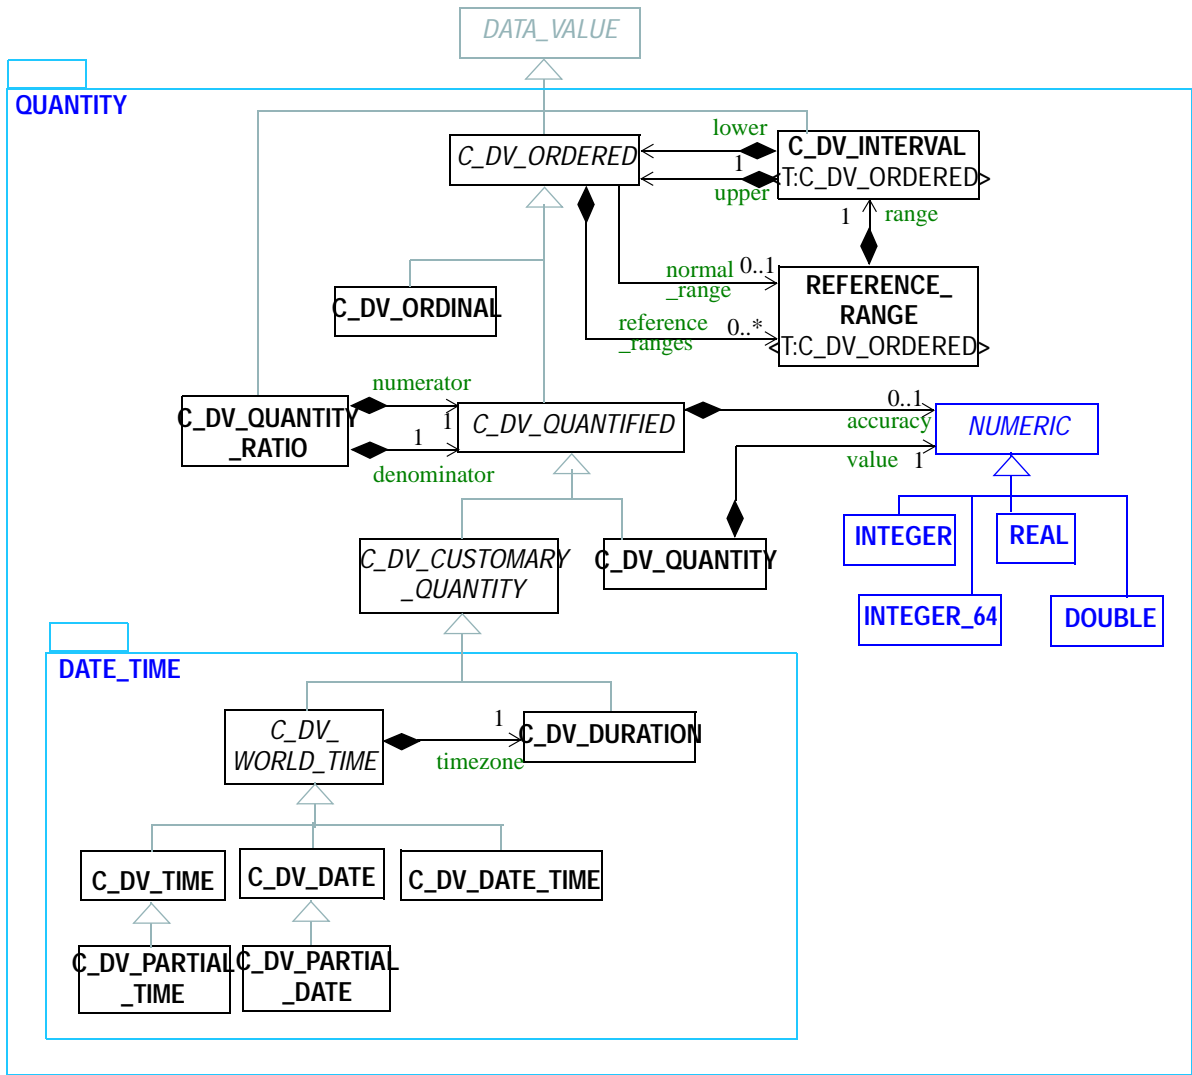 DATA_VALUE
QUANTITY
lower
C_DV_ORDERED
1
C_DV_INTERVAL
<T:C_DV_ORDERED>
upper
1
range
normal
_range
0..1
REFERENCE_
RANGE
<T:C_DV_ORDERED>
C_DV_ORDINAL
reference
_ranges
0..*
numerator
1
C_DV_QUANTITY
_RATIO
1
denominator
C_DV_QUANTIFIED
0..1
accuracy
value
1
NUMERIC
INTEGER
REAL
INTEGER_64
DOUBLE
C_DV_CUSTOMARY
_QUANTITY
C_DV_QUANTITY
DATE_TIME
C_DV_
WORLD_TIME
1
timezone
C_DV_DURATION
C_DV_TIME
C_DV_DATE
C_DV_DATE_TIME
C_DV_PARTIAL
_TIME
C_DV_PARTIAL
_DATE